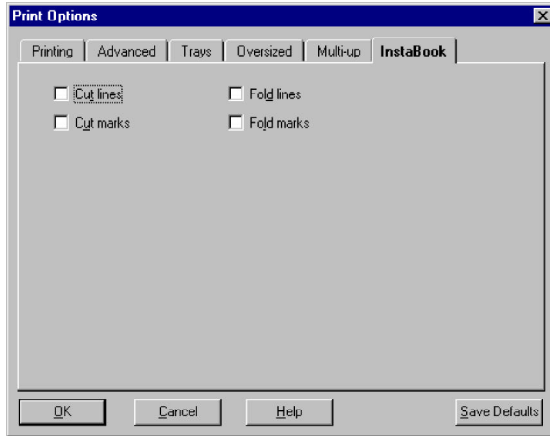 Print Options
Printing Advanced Trays Oversized Multi-up InstaBook
Cut lines Fold lines
Cut marks Fold marks
OK Cancel Help Save Defaults